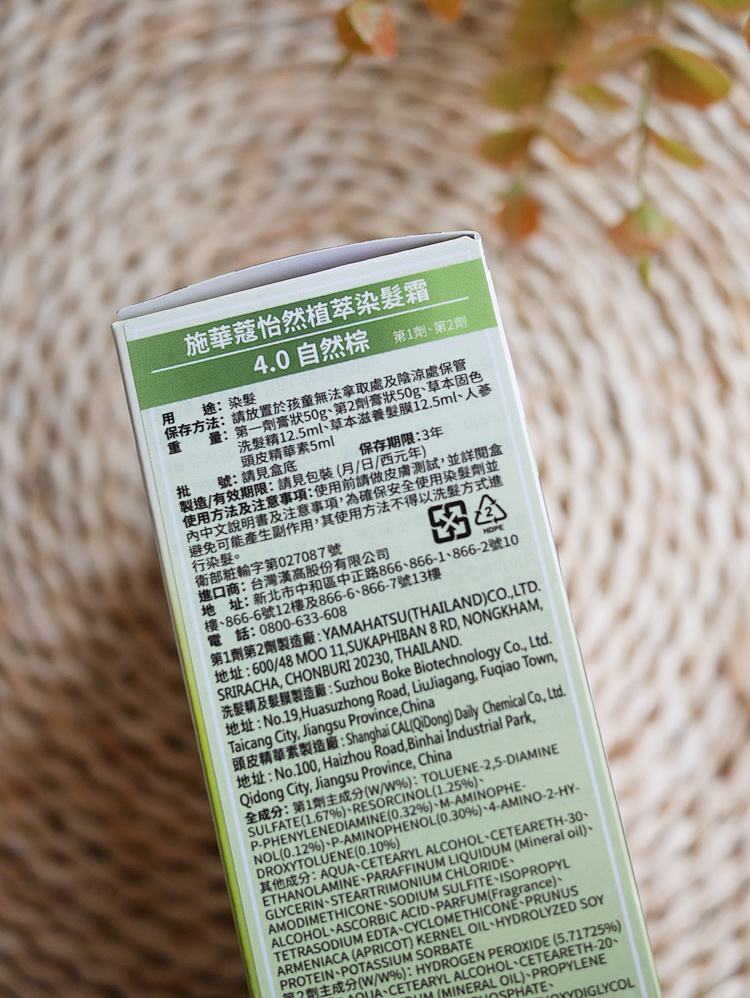 施華蔻怡然植萃染髮霜
4.0 自然棕 第1劑、第2劑
用　　途：染髮
保存方法：請放置於孩童無法拿取處及陰涼處保管
重　　量：第一劑膏狀50g、第2劑膏狀50g、草本固色
洗髮精12.5ml、草本滋養髮膜12.5ml、人蔘
頭皮精華素5ml　保存期限：3年
批　　號：請見盒底
製造/有效期限：請見包裝 (月/日/西元年)
使用方法及注意事項：使用前請做皮膚測試，並詳閱盒
內中文說明書及注意事項，為確保安全使用染髮劑並
避免可能產生副作用，其使用方法不得以洗髮方式進
行染髮。
2
HDPE
衛部粧輸字第027087號
進口商：台灣漢高股份有限公司
地　址：新北市中和區中正路866、866-1、866-2號10
樓、866-6號12樓及866-6、866-7號13樓
電　話：0800-633-608
第1劑第2劑製造廠：YAMAHATSU(THAILAND)CO.,LTD.
地址：600/48 MOO 11,SUKAPHIBAN 8 RD, NONGKHAM,
SRIRACHA, CHONBURI 20230, THAILAND.
洗髮精及髮膜製造廠：Suzhou Boke Biotechnology Co., Ltd.
地址：No.19,Huasuzhong Road, LiuJiagang, Fuqiao Town,
Taicang City, Jiangsu Province,China
頭皮精華素製造廠：Shanghai CAL(QiDong) Daily Chemical Co., Ltd.
地址：No.100, Haizhou Road,Binhai Industrial Park,
Qidong City, Jiangsu Province, China
全成分：第1劑主成分(W/W%)：TOLUENE-2,5-DIAMINE
SULFATE(1.67%)、RESORCINOL(1.25%)、
P-PHENYLENEDIAMINE(0.32%)、M-AMINOPHE-
NOL(0.12%)、P-AMINOPHENOL(0.30%)、4-AMINO-2-HY-
DROXYTOLUENE(0.10%)
其他成分：AQUA、CETEARYL ALCOHOL、CETEARETH-30、
ETHANOLAMINE、PARAFFINUM LIQUIDUM (Mineral oil)、
GLYCERIN、STEARTRIMONIUM CHLORIDE、
AMODIMETHICONE、SODIUM SULFITE、ISOPROPYL
ALCOHOL、ASCORBIC ACID、PARFUM(Fragrance)、
TETRASODIUM EDTA、CYCLOMETHICONE、PRUNUS
ARMENIACA (APRICOT) KERNEL OIL、HYDROLYZED SOY
PROTEIN、POTASSIUM SORBATE
第2劑主成分(W/W%)：HYDROGEN PEROXIDE (5.71725%)
AQUA、CETEARYL ALCOHOL、CETEARETH-20、
(MINERAL OIL)、PROPYLENE